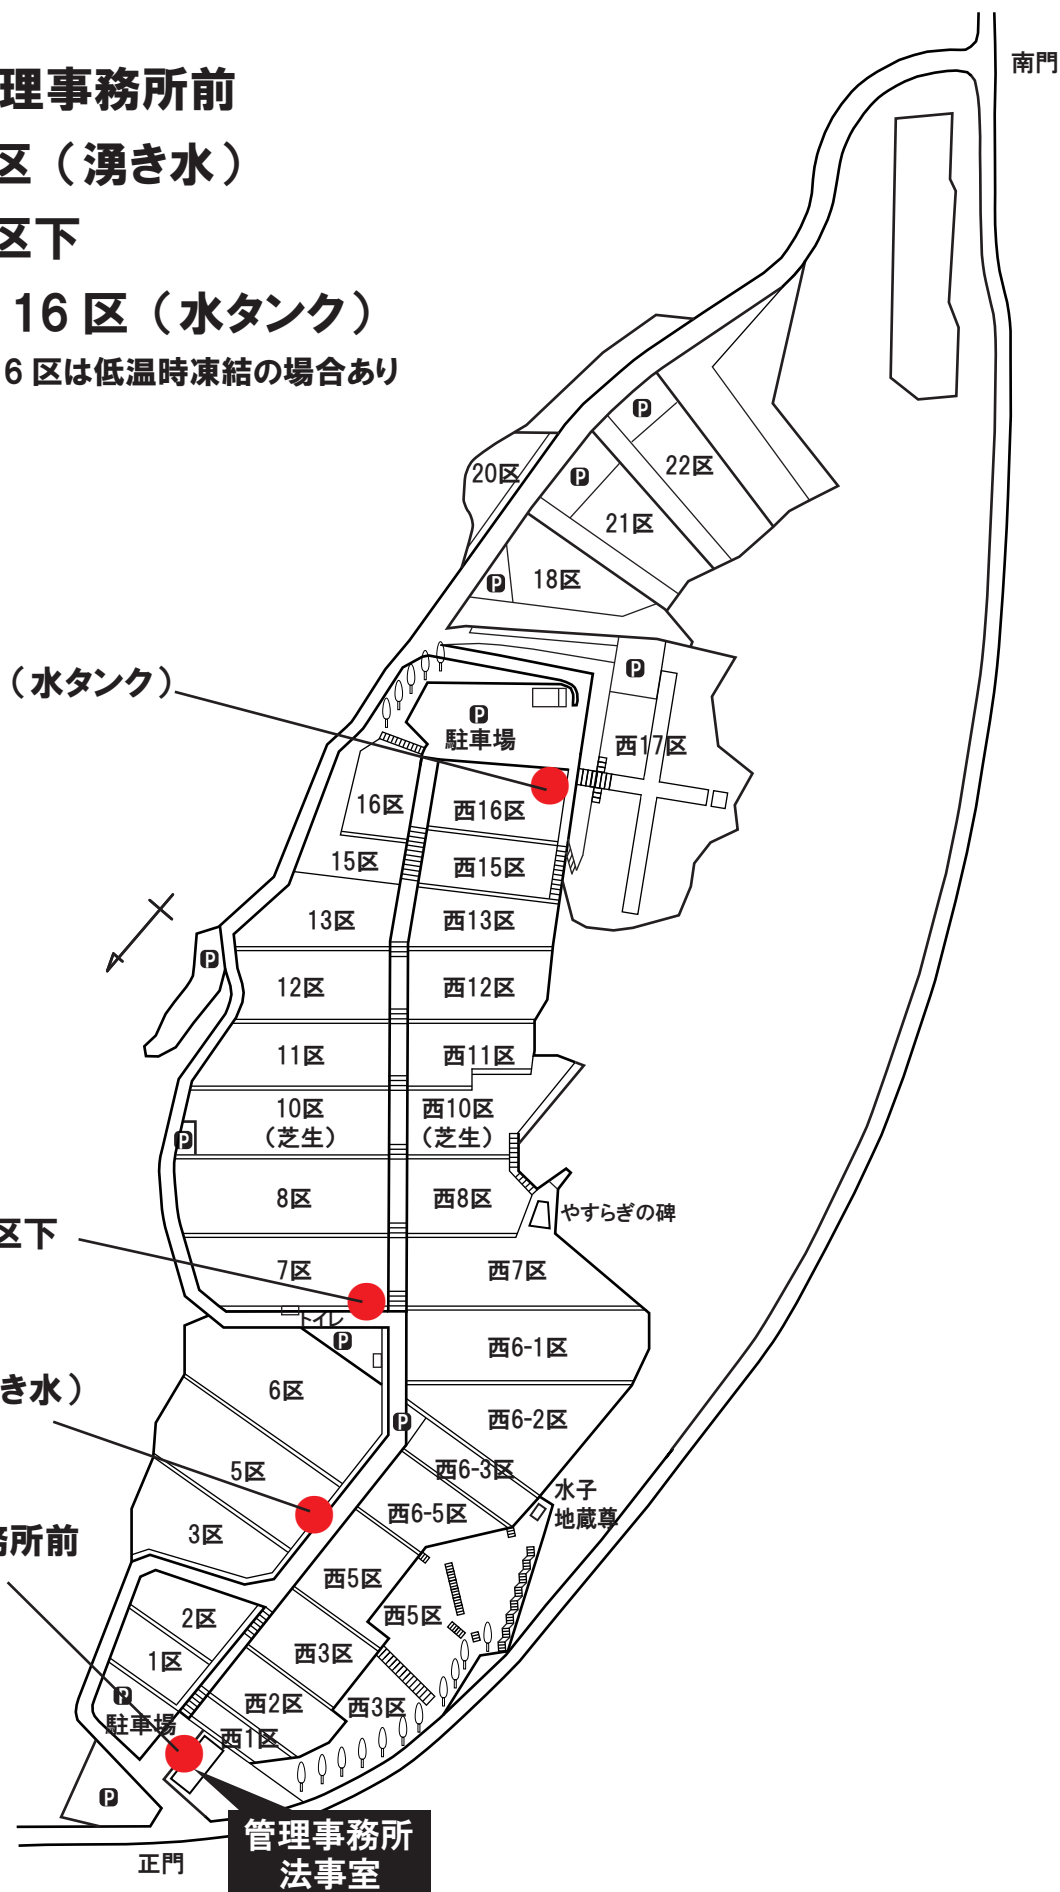 理事務所前
区（湧き水）
区下
16区（水タンク）
6区は低温時凍結の場合あり
南門
P
22区
20区
P
21区
P
18区
P
（水タンク）
P
駐車場
西17区
16区
西16区
15区
西15区
13区
西13区
P
12区
西12区
11区
西11区
10区
（芝生）
西10区
（芝生）
P
8区
西8区
やすらぎの碑
区下
7区
西7区
トイレ
P
西6-1区
き水）
6区
P
西6-2区
5区
西6-3区
水子
地蔵尊
西6-5区
務所前
3区
西5区
西5区
2区
1区
西3区
西2区
西3区
P
駐車場
西1区
P
管理事務所
法事室
正門